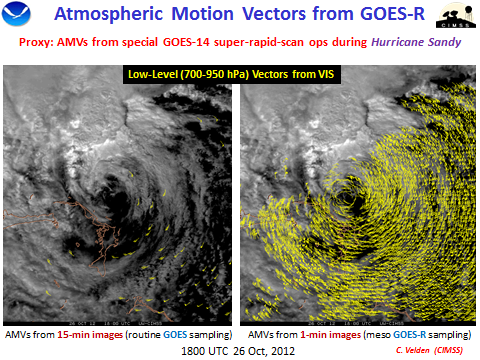 Atmospheric Motion Vectors from GOES-R
CIMSS
Proxy: AMVs from special GOES-14 super-rapid-scan ops during Hurricane Sandy
Low-Level (700-950 hPa) Vectors from VIS
AMVs from 15-min images (routine GOES sampling)
AMVs from 1-min images (meso GOES-R sampling)
1800 UTC 26 Oct, 2012
C. Velden (CIMSS)